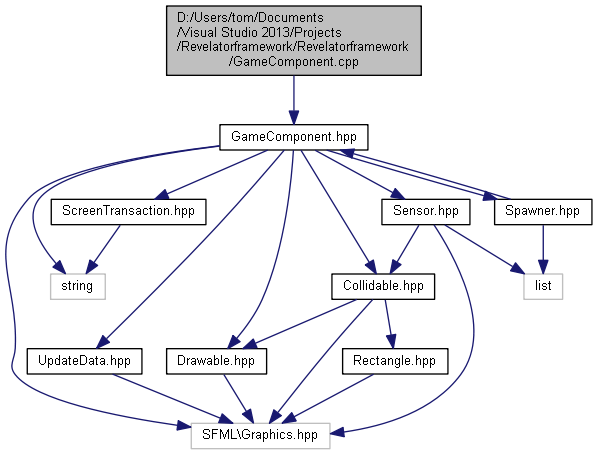 D:/Users/tom/Documents
/Visual Studio 2013/Projects
/Revelatorframework/Revelatorframework
/GameComponent.cpp
GameComponent.hpp
ScreenTransaction.hpp
Sensor.hpp
Spawner.hpp
string
Collidable.hpp
list
UpdateData.hpp
Drawable.hpp
Rectangle.hpp
SFML\Graphics.hpp